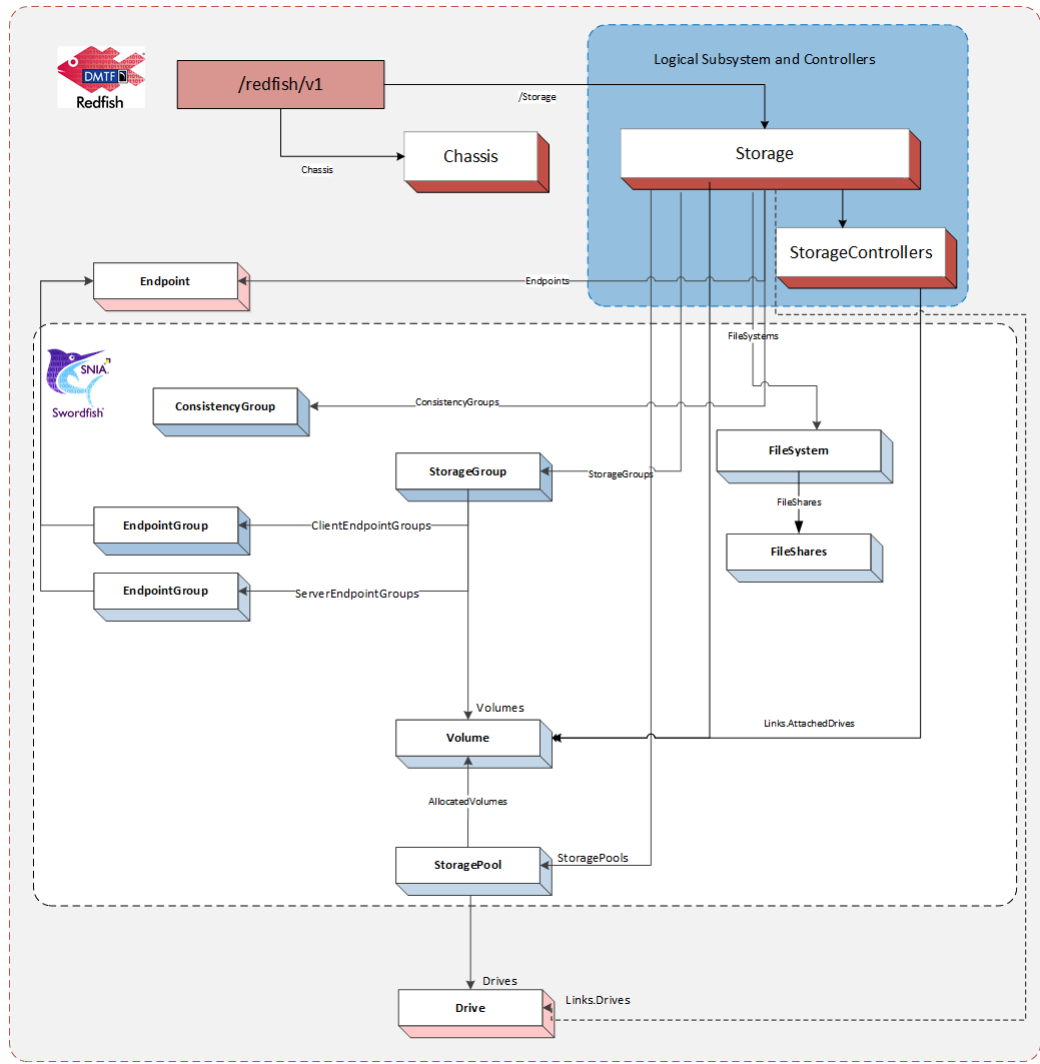 Logical Subsystem and Controllers
DMTF
Redfish
/redfish/v1
/Storage
Storage
Chassis
Chassis
StorageControllers
Endpoint
Endpoints
FileSystems
SNIA
Swordfish
ConsistencyGroup
ConsistencyGroups
FileSystem
StorageGroup
StorageGroups
FileShares
EndpointGroup
ClientEndpointGroups
FileShares
EndpointGroup
ServerEndpointGroups
Volumes
Volume
Links.AttachedDrives
AllocatedVolumes
StoragePool
StoragePools
Drives
Drive
Links.Drives